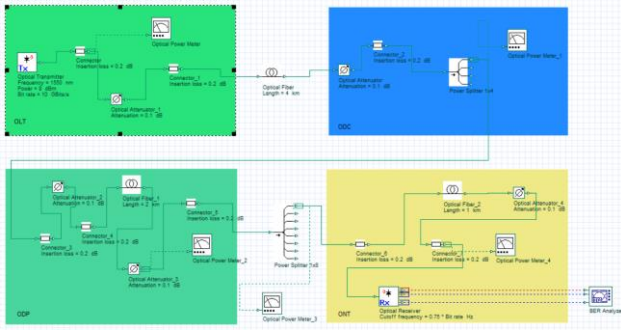 Optical Power Meter
Connector
Insertion loss = 0.2 dB
Tx
Optical Transmitter
Frequency = 1550 nm
Power = dBm
Bit rate = 10 GBits/s
Connector_1
Insertion loss = 0.2 dB
Optical Attenuator_1
Attenuation = 0.1 dB
OLT
Optical Fiber
Length = 4 km
Connector_2
Insertion loss = 0.2 dB
Optical Attenuator
Attenuation = 0.1 dB
Power Splitter 1x4
Optical Power Meter_1
ODC
Optical Attenuator_2
Attenuation = 0.1 dB
Optical Fiber_1
Length = 2 km
Connector_3
Insertion loss = 0.2 dB
Connector_4
Insertion loss = 0.2 dB
Connector_5
Insertion loss = 0.2 dB
Optical Power Meter_2
Attenuation = 0.1 dB
ODP
Power Splitter 1x8
Optical Power Meter_3
Optical Fiber_2
Length = 1 km
Optical Attenuator_4
Attenuation = 0.1 dB
Connector_6
Insertion loss = 0.2 dB
Connector_7
Insertion loss = 0.2 dB
Optical Power Meter_4
Rx
Optical Receiver
Cutoff frequency = 0.75 * Bit rate Hz
ONT
BER Analyzer